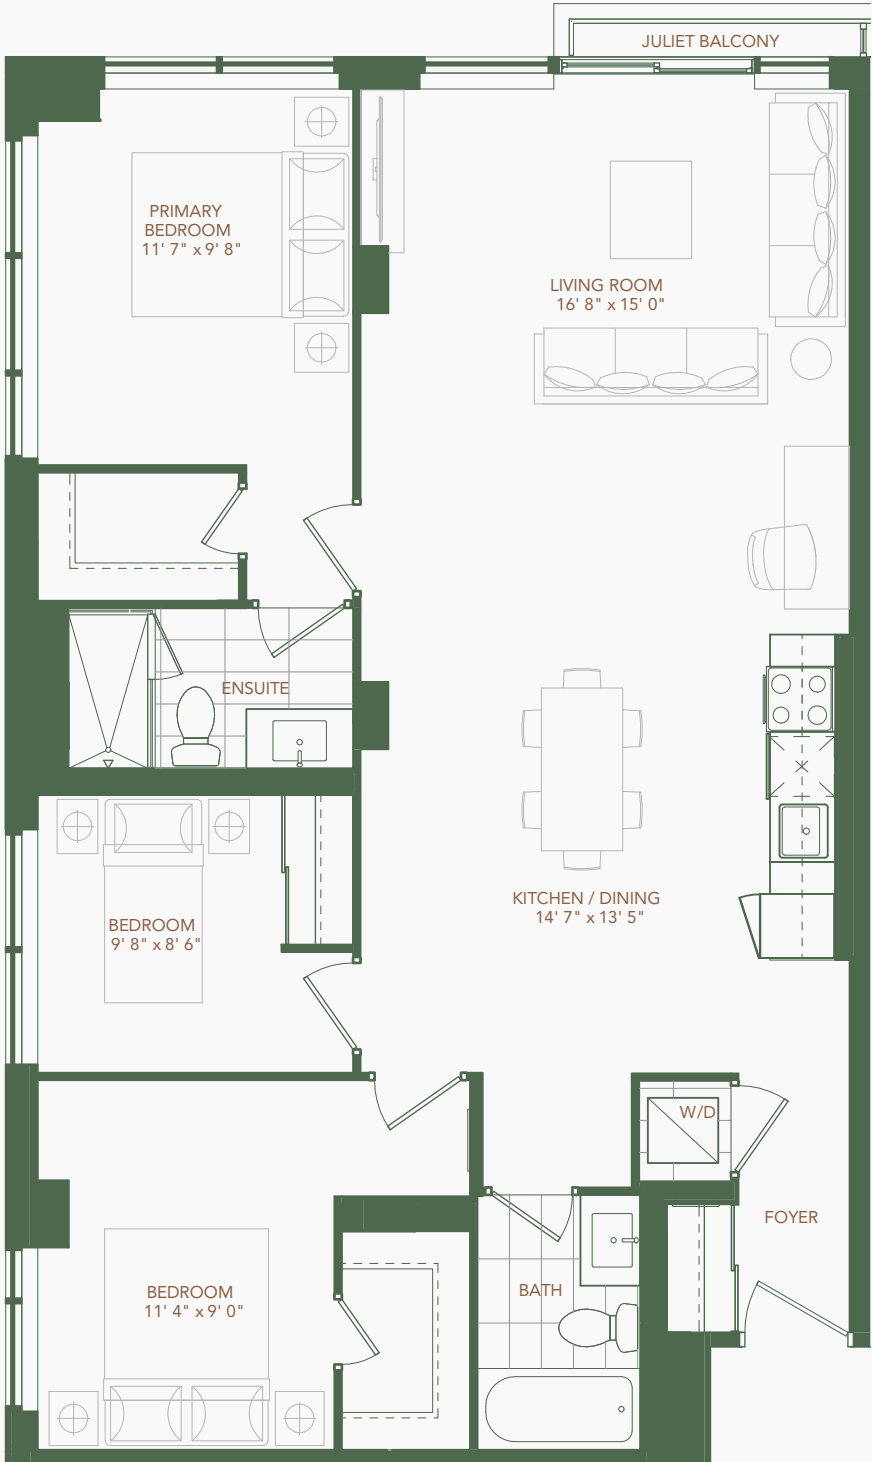 JULIET BALCONY
PRIMARY
BEDROOM
11' 7" x 9' 8"
LIVING ROOM
16' 8" x 15' 0"
ENSUITE
KITCHEN / DINING
14' 7" x 13' 5"
BEDROOM
9' 8" x 8' 6"
W/D
FOYER
BATH
BEDROOM
11' 4" x 9' 0"